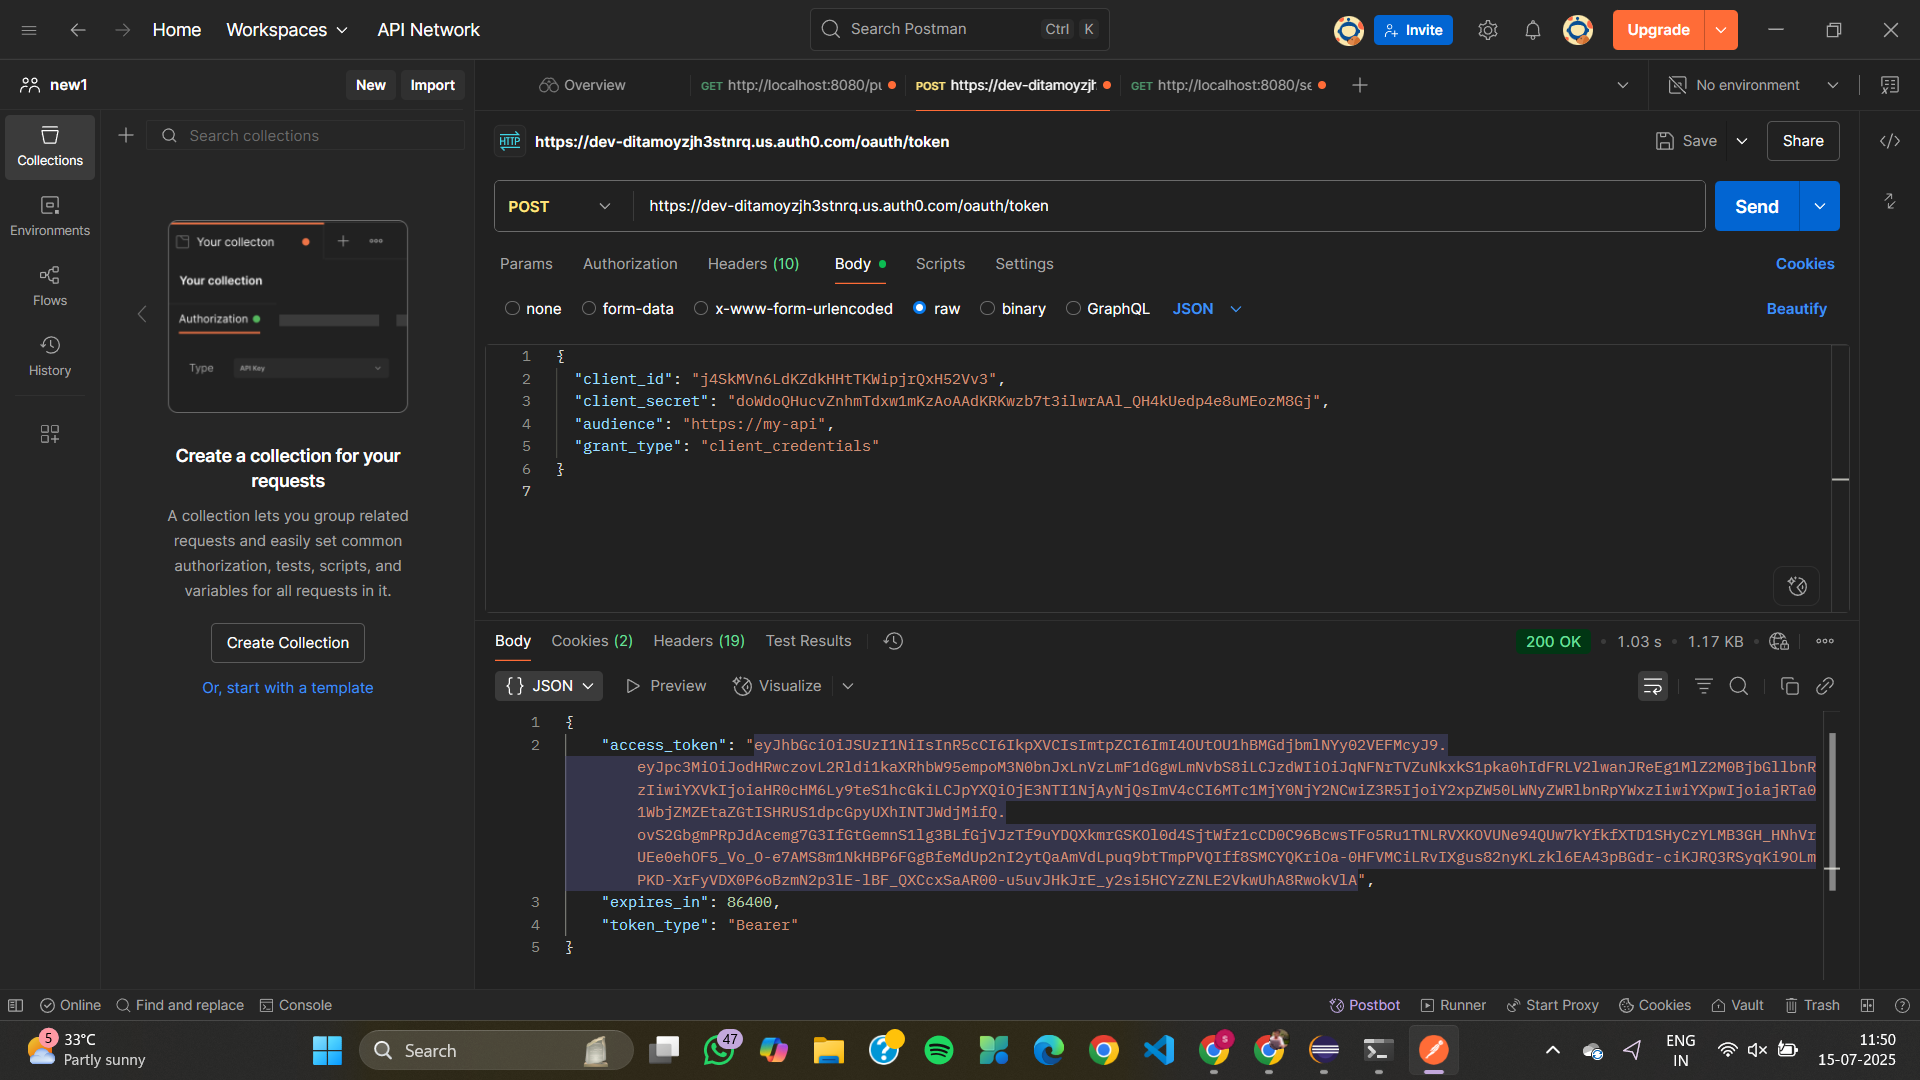 Home
Workspaces
API Network
Search Postman
Ctrl
K
Invite
Upgrade
new1
New
Import
Overview
GET http://localhost:8080/pu
POST https://dev-ditamoyzjh
GET http://localhost:8080/se
No environment
Collections
Environments
Flows
History
Search collections
Your collecton
Your collection
Authorization
Type
API Key
Create a collection for your
requests
A collection lets you group related
requests and easily set common
authorization, tests, scripts, and
variables for all requests in it.
Create Collection
Or, start with a template
HTTP
https://dev-ditamoyzjh3stnrq.us.auth0.com/oauth/token
Save
Share
POST
https://dev-ditamoyzjh3stnrq.us.auth0.com/oauth/token
Send
Params
Authorization
Headers (10)
Body
Scripts
Settings
Cookies
none
form-data
x-www-form-urlencoded
raw
binary
GraphQL
JSON
Beautify
1 {
2 "client_id": "j4SkMVn6LdKZdkHHtTKWipjrQxH52Vv3",
3 "client_secret": "doWdoQHucvZnhmTdxw1mKzAoAAdKRKwzb7t3ilwrAAl_QH4kUedp4e8uMEozM8Gj",
4 "audience": "https://my-api",
5 "grant_type": "client_credentials"
6 }
7
Body
Cookies (2)
Headers (19)
Test Results
200 OK
1.03 s
1.17 KB
{} JSON
Preview
Visualize
1 {
2 "access_token": "eyJhbGciOiJSUzI1NiIsInR5cCI6IkpXVCIsImtpZCI6ImI4OUtOU1hBMGdjbmlNYy02VEFMcyJ9.
eyJpc3MiOiJodHRwczovL2Rldi1kaXRhbW95empoM3N0bnJxLnVzLmF1dGgwLmNvbS8iLCJzdWIiOiJqNFNrTVZuNkxkS1pka0hIdFRLV2lwanJReEg1MlZ2M0BjbGllbnR
zIiwiYXVkIjoiaHR0cHM6Ly9teS1hcGkiLCJpYXQiOjE3NTI1NjAyNjQsImV4cCI6MTc1MjY0NjY2NCwiZ3R5IjoiY2xpZW50LWNyZWRlbnRpYWxzIiwiYXpwIjoiajRTa0
1WbjZMZEtaZGtISHRUS1dpcGpyUXhINTJWdjMifQ.
ovS2GbgmPRpJdAcemg7G3IfGtGemnS1lg3BLfGjVJzTf9uYDQXkmrGSKOl0d4SjtWfz1cCD0C96BcwsTFo5Ru1TNLRVXKOVUNe94QUw7kYfkfXTD1SHyCzYLMB3GH_HNhVr
UEe0ehOF5_Vo_O-e7AMS8m1NkHBP6FGgBfeMdUp2nI2ytQaAmVdLpuq9btTmpPVQIff8SMCYQKriOa-0HFVMCiLRvIXgus82nyKLzkl6EA43pBGdr-ciKJRQ3RSyqKi9OLm
PKD-XrFyVDX0P6oBzmN2p3lE-lBF_QXCcxSaAR00-u5uvJHkJrE_y2si5HCYzZNLE2VkwUhA8RwokVlA",
3 "expires_in": 86400,
4 "token_type": "Bearer"
5 }
Online
Find and replace
Console
Postbot
Runner
Start Proxy
Cookies
Vault
Trash
5
33°C
Partly sunny
Search
47
ENG
IN
11:50
15-07-2025